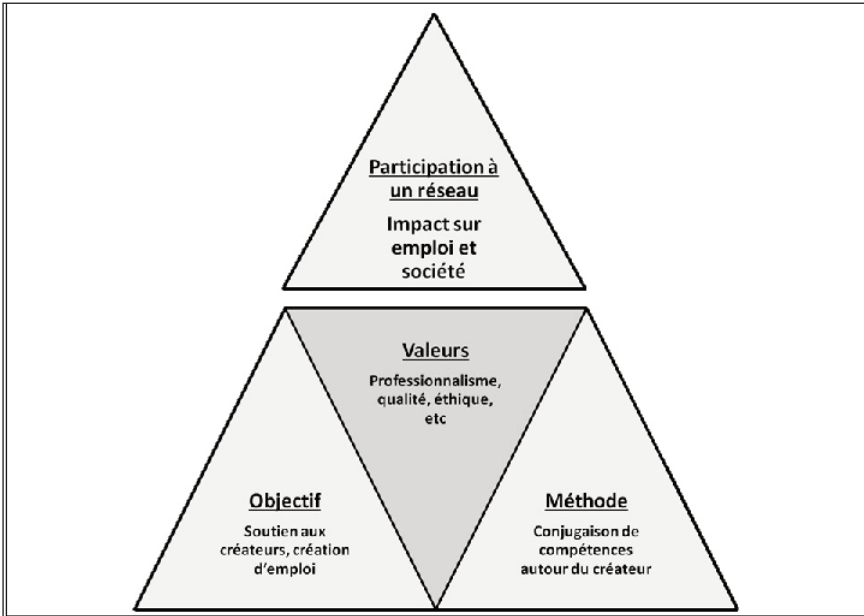 Participation à
un réseau
Impact sur
emploi et
société
Valeurs
Professionnalisme,
qualité, éthique,
etc
Objectif
Soutien aux
créateurs, création
d'emploi
Méthode
Conjugaison de
compétences
autour du créateur